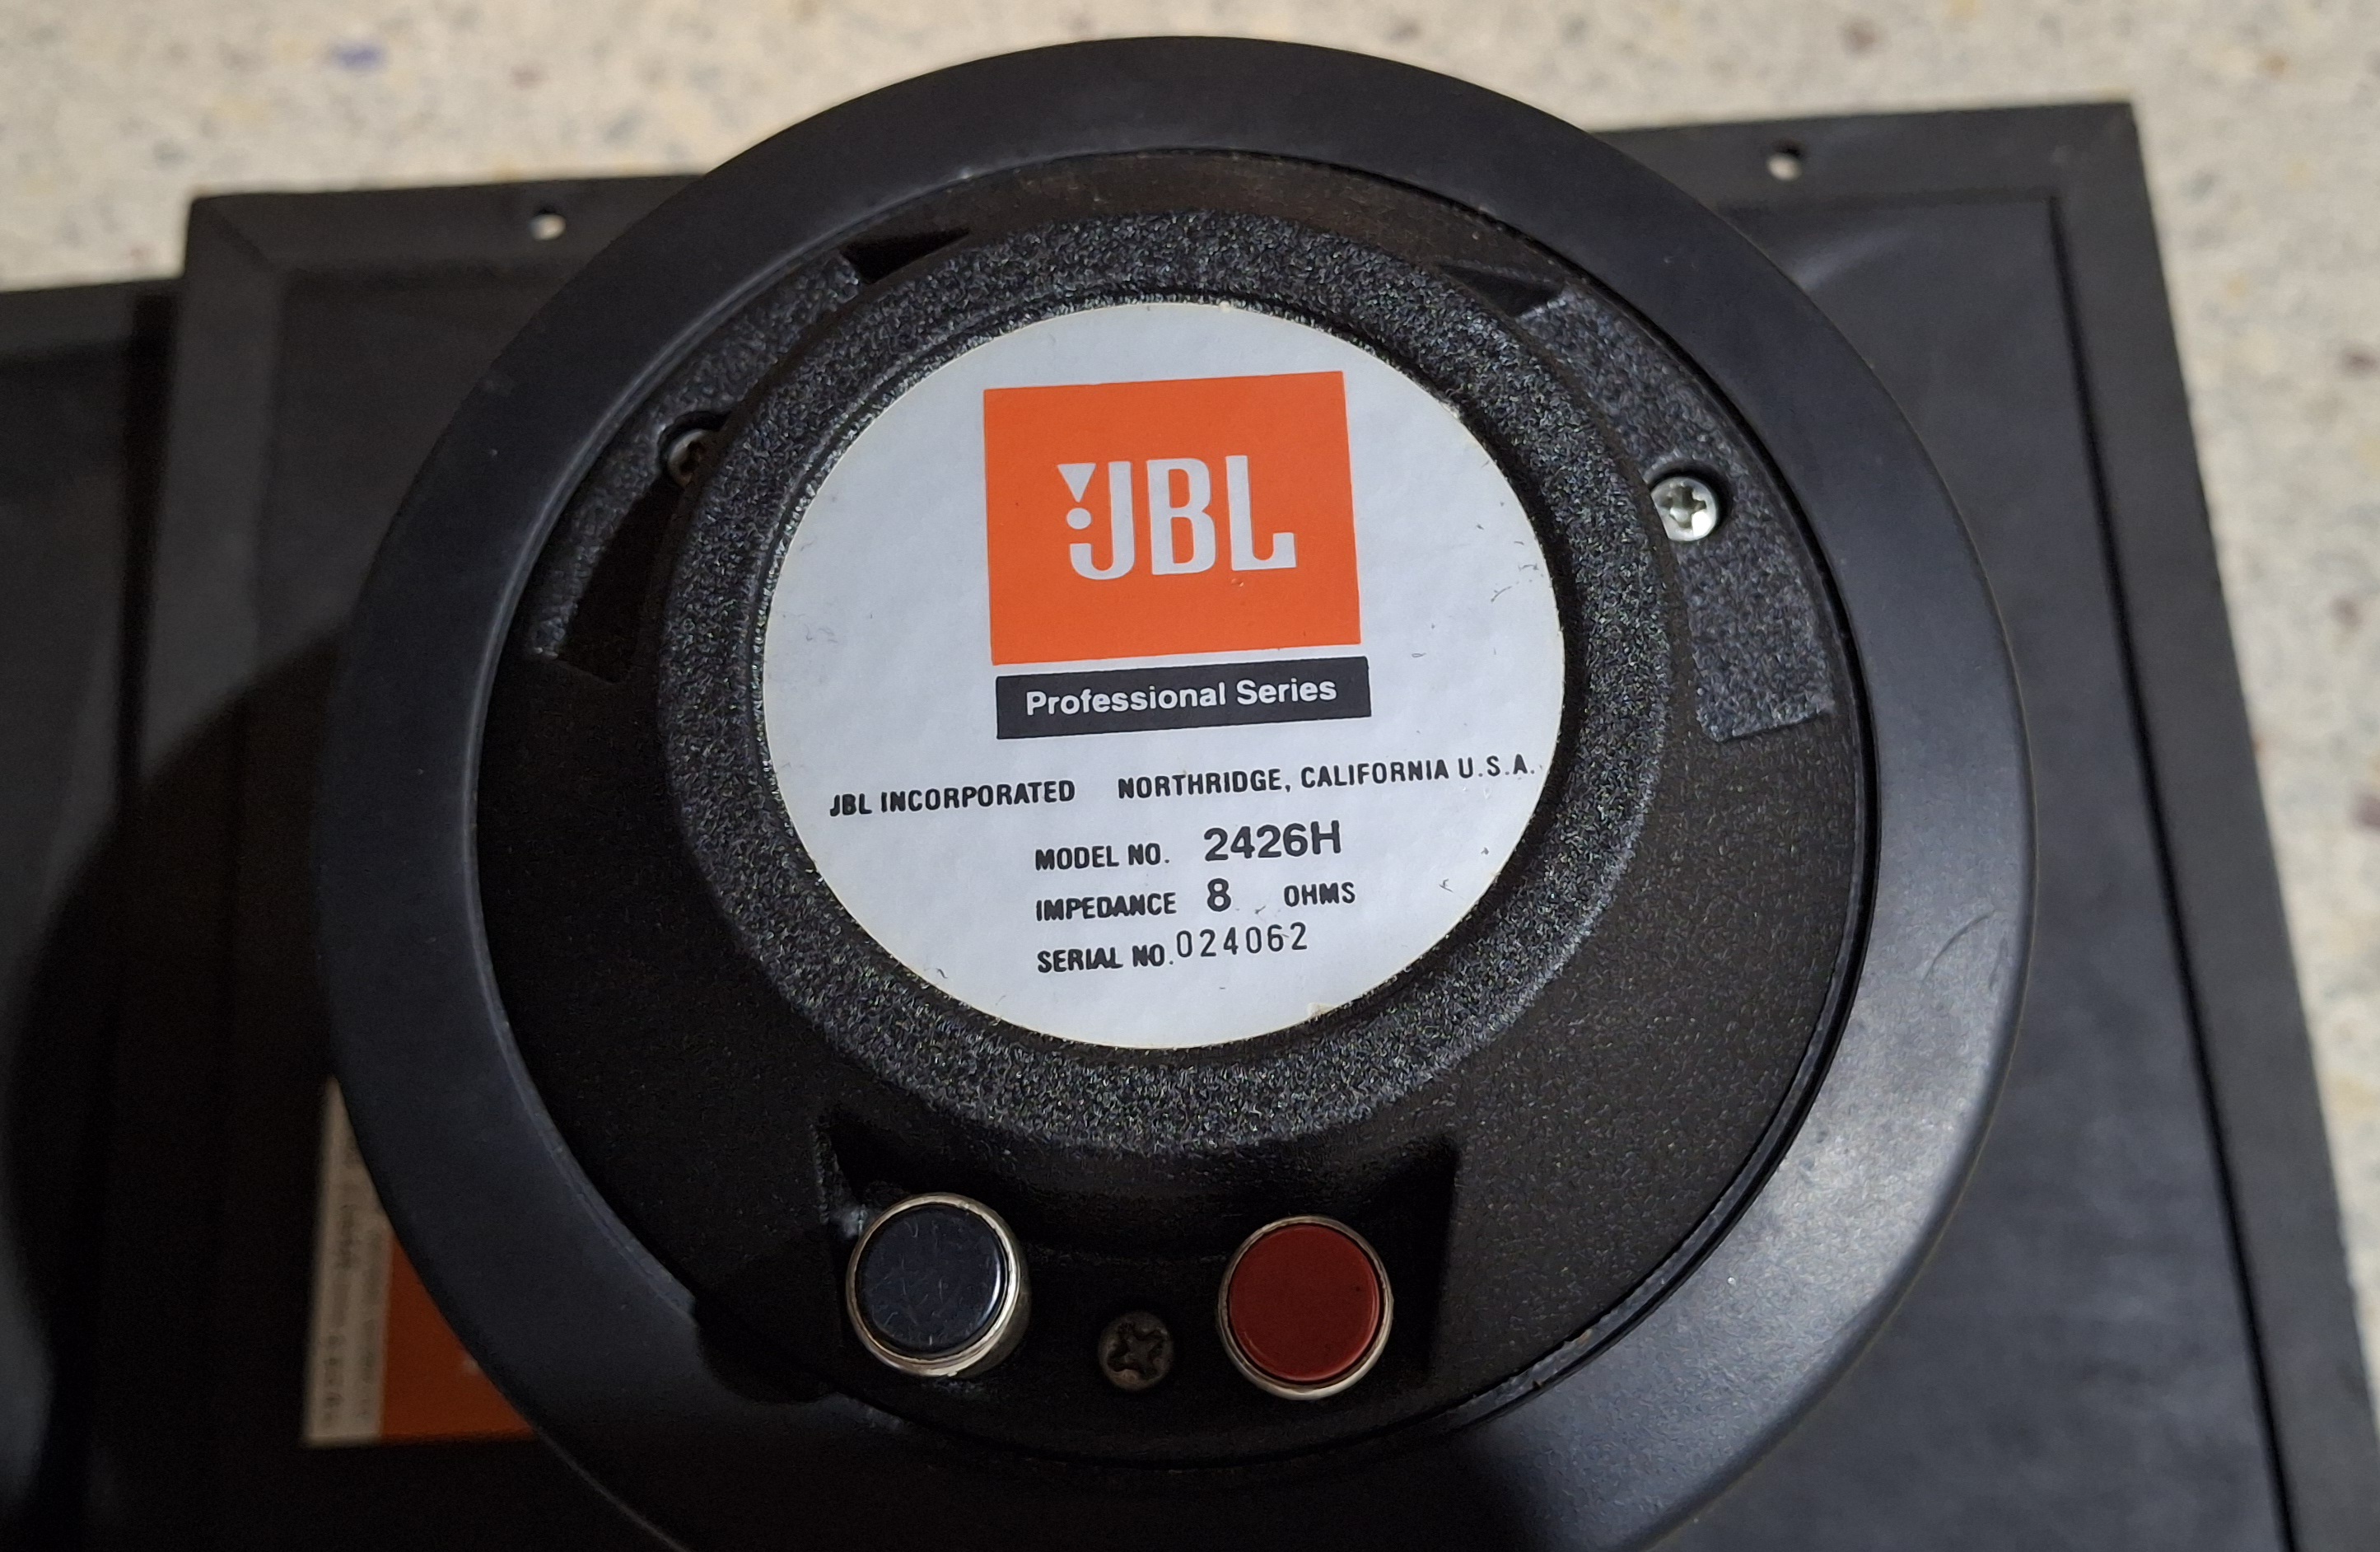 JBL
Professional Series
JBL INCORPORATED NORTHRIDGE, CALIFORNIA U.S.A.
MODEL NO. 2426H
IMPEDANCE 8 OHMS
SERIAL NO. 024062